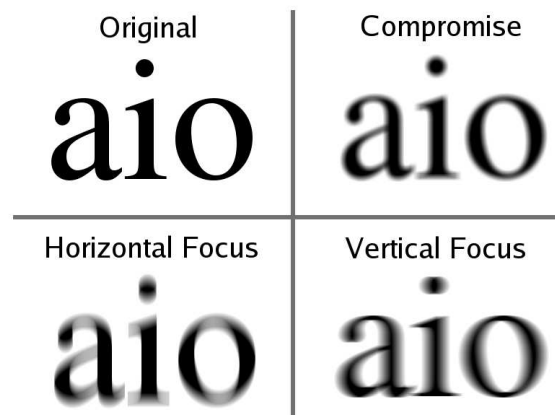 Original
aio
Compromise
aio
Horizontal Focus
aio
Vertical Focus
aio